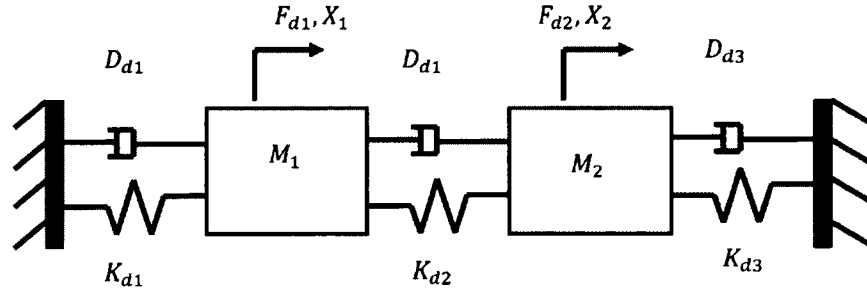 F_{d1}, X_1
F_{d2}, X_2
D_{d1}
D_{d1}
D_{d3}
M_1
M_2
K_{d1}
K_{d2}
K_{d3}